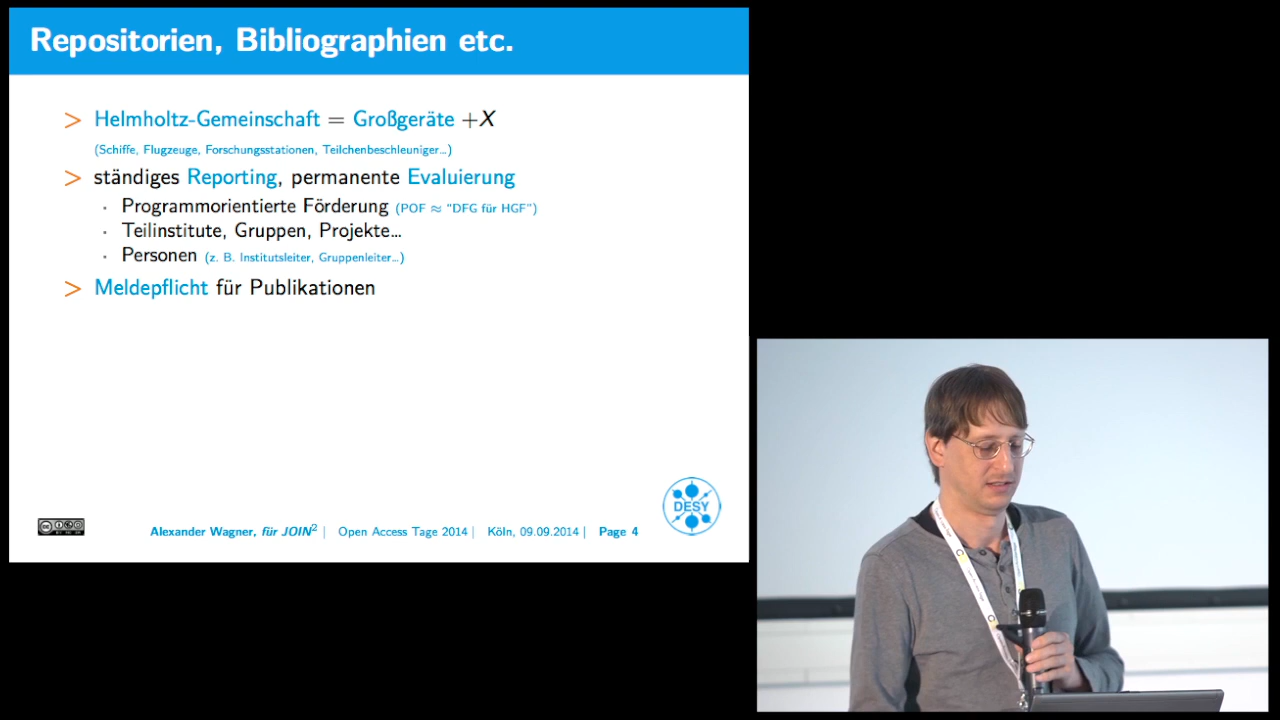 Repositorien, Bibliographien etc.
> Helmholtz-Gemeinschaft = Großgeräte +X
(Schiffe, Flugzeuge, Forschungsstationen, Teilchenbeschleuniger...)
> ständiges Reporting, permanente Evaluierung
· Programmorientierte Förderung (POF ≈ "DFG für HGF")
· Teilinstitute, Gruppen, Projekte...
· Personen (z. B. Institutsleiter, Gruppenleiter...)
> Meldepflicht für Publikationen
DESY
Alexander Wagner, für JOIN² | Open Access Tage 2014 | Köln, 09.09.2014 | Page 4